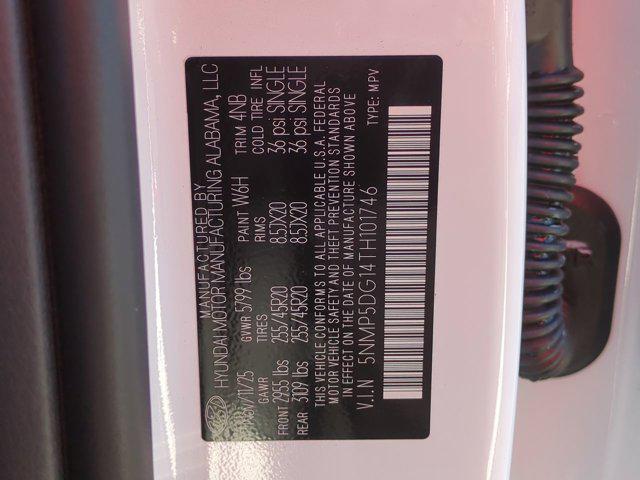 MANUFACTURED BY
HYUNDAI MOTOR MANUFACTURING ALABAMA, LLC
GVWR 5799 lbs PAINT W6H TRIM 4NB
GAWR TIRES RIMS COLD TIRE INFL
FRONT 2955 lbs 255/45R20 8.5JX20 36 psi SINGLE
REAR 3109 lbs 255/45R20 8.5JX20 36 psi SINGLE
THIS VEHICLE CONFORMS TO ALL APPLICABLE U.S.A. FEDERAL
MOTOR VEHICLE SAFETY AND THEFT PREVENTION STANDARDS
IN EFFECT ON THE DATE OF MANUFACTURE SHOWN ABOVE
V.I.N 5NMP5DG14TH101746 TYPE: MPV